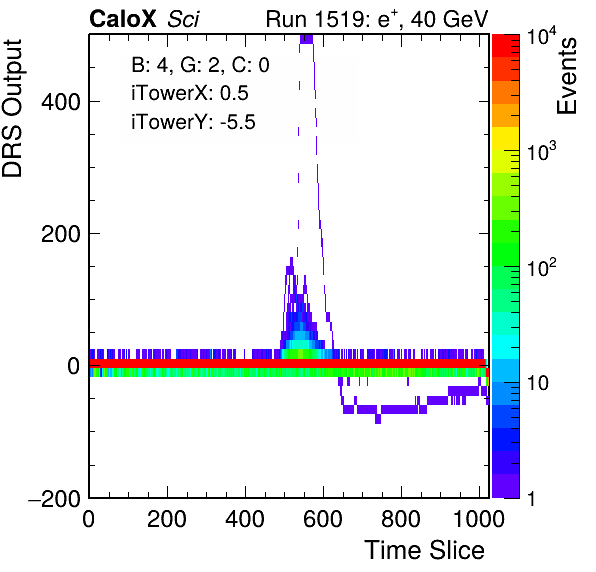 CaloX Sci
Run 1519: e+, 40 GeV
B: 4, G: 2, C: 0
iTowerX: 0.5
iTowerY: -5.5
DRS Output
400
200
0
−200
0
200
400
600
800
1000
Time Slice
Events
10^4
10^3
10^2
10
1